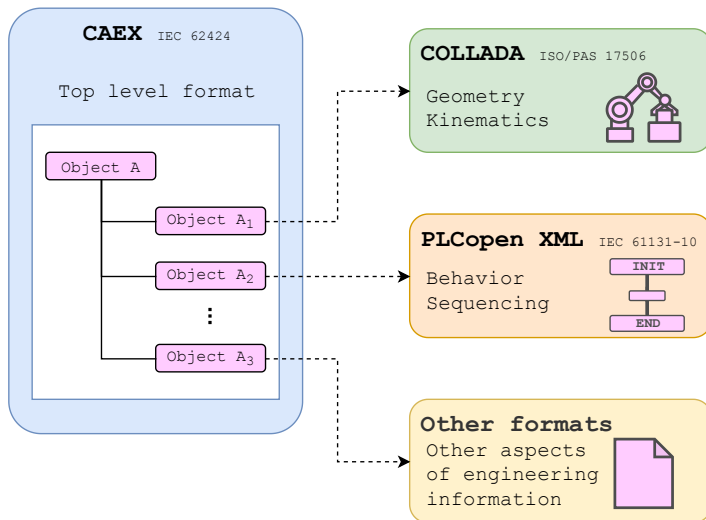 CAEX IEC 62424
Top level format
Object A
Object A1
Object A2
⋮
Object A3
COLLADA ISO/PAS 17506
Geometry
Kinematics
PLCopen XML IEC 61131-10
Behavior
Sequencing
INIT
END
Other formats
Other aspects
of engineering
information